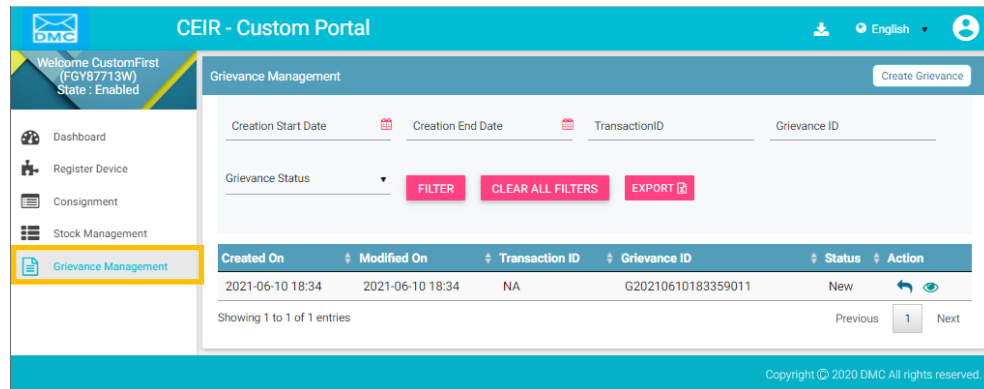 DMC
CEIR - Custom Portal
English
Welcome CustomFirst
(FGY87713W)
State : Enabled
Dashboard
Register Device
Consignment
Stock Management
Grievance Management
Grievance Management
Create Grievance
Creation Start Date
Creation End Date
TransactionID
Grievance ID
Grievance Status
FILTER
CLEAR ALL FILTERS
EXPORT
Created On Modified On Transaction ID Grievance ID Status Action
2021-06-10 18:34 2021-06-10 18:34 NA G20210610183359011 New
Showing 1 to 1 of 1 entries
Previous 1 Next
Copyright © 2020 DMC All rights reserved.